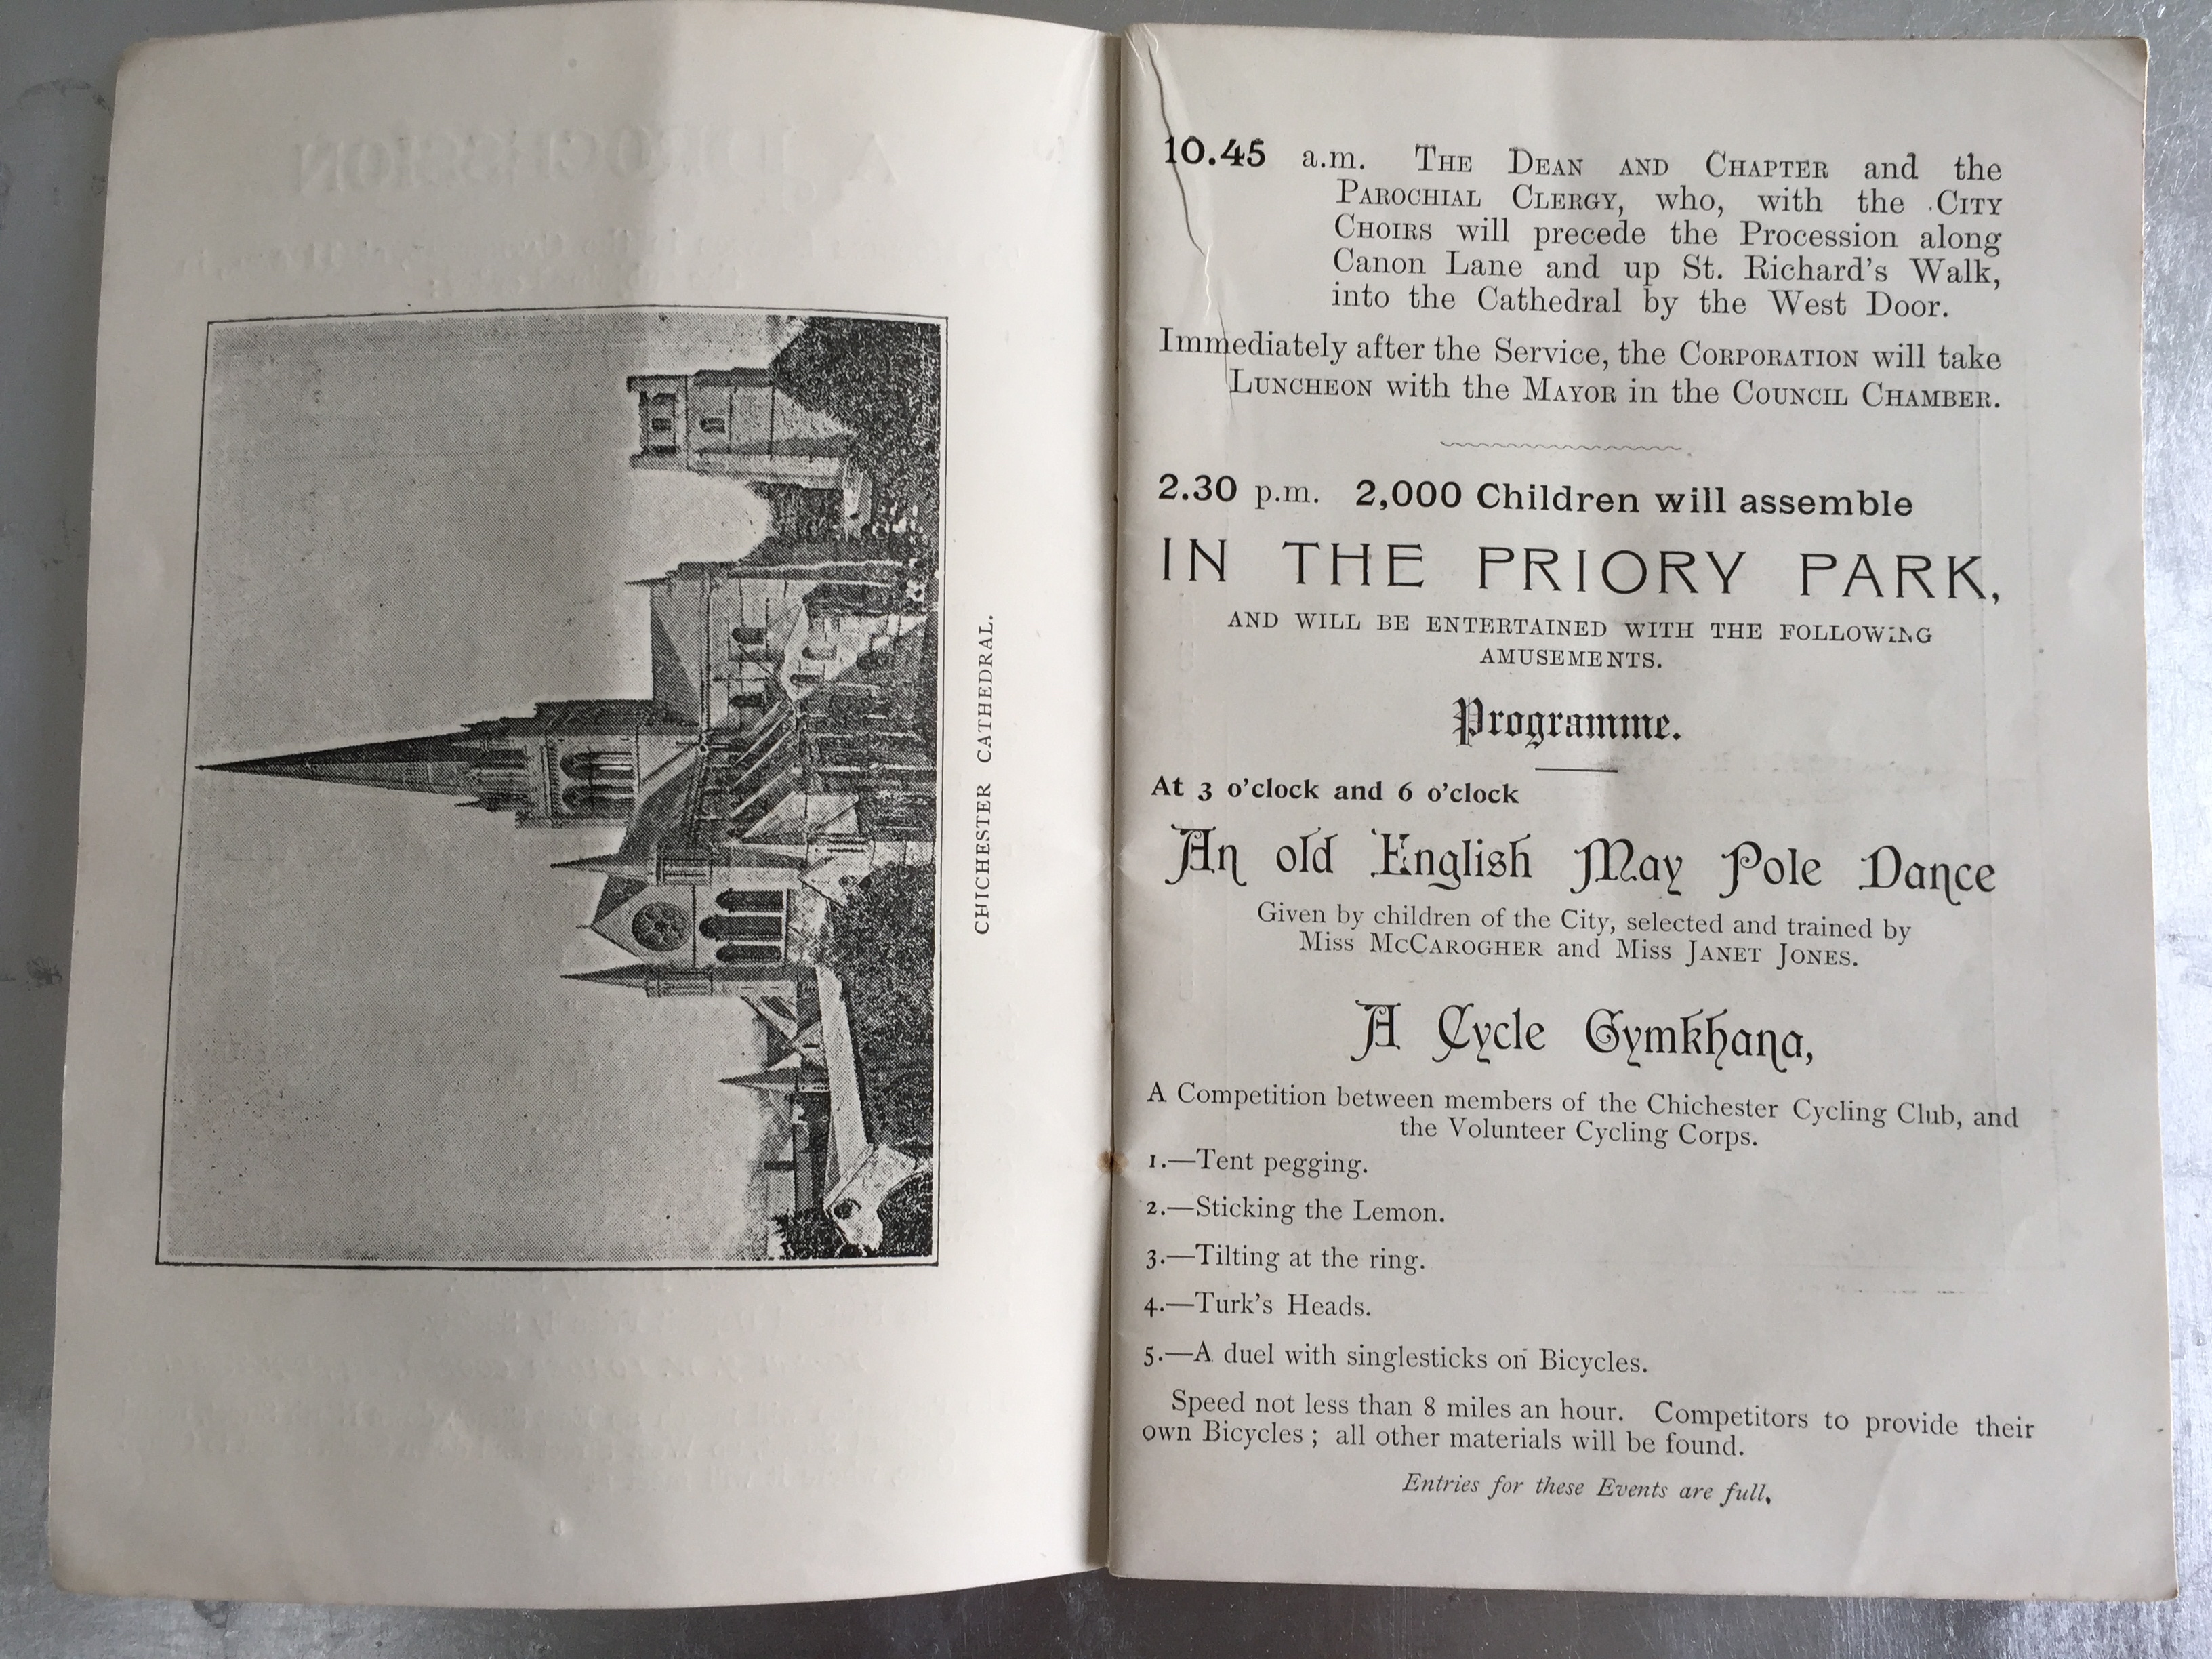 CHICHESTER CATHEDRAL.
10.45 a.m. THE DEAN AND CHAPTER and the
PAROCHIAL CLERGY, who, with the CITY
CHOIRS will precede the Procession along
Canon Lane and up St. Richard's Walk,
into the Cathedral by the West Door.
Immediately after the Service, the CORPORATION will take
LUNCHEON with the MAYOR in the COUNCIL CHAMBER.
2.30 p.m. 2,000 Children will assemble
IN THE PRIORY PARK,
AND WILL BE ENTERTAINED WITH THE FOLLOWING
AMUSEMENTS.
Programme.
At 3 o'clock and 6 o'clock
An old English May Pole Dance
Given by children of the City, selected and trained by
Miss MCCAROGHER and Miss JANET JONES.
A Cycle Gymkhana,
A Competition between members of the Chichester Cycling Club, and
the Volunteer Cycling Corps.
1.—Tent pegging.
2.—Sticking the Lemon.
3.—Tilting at the ring.
4.—Turk's Heads.
5.—A duel with singlesticks on Bicycles.
Speed not less than 8 miles an hour. Competitors to provide their
own Bicycles; all other materials will be found.
Entries for these Events are full.